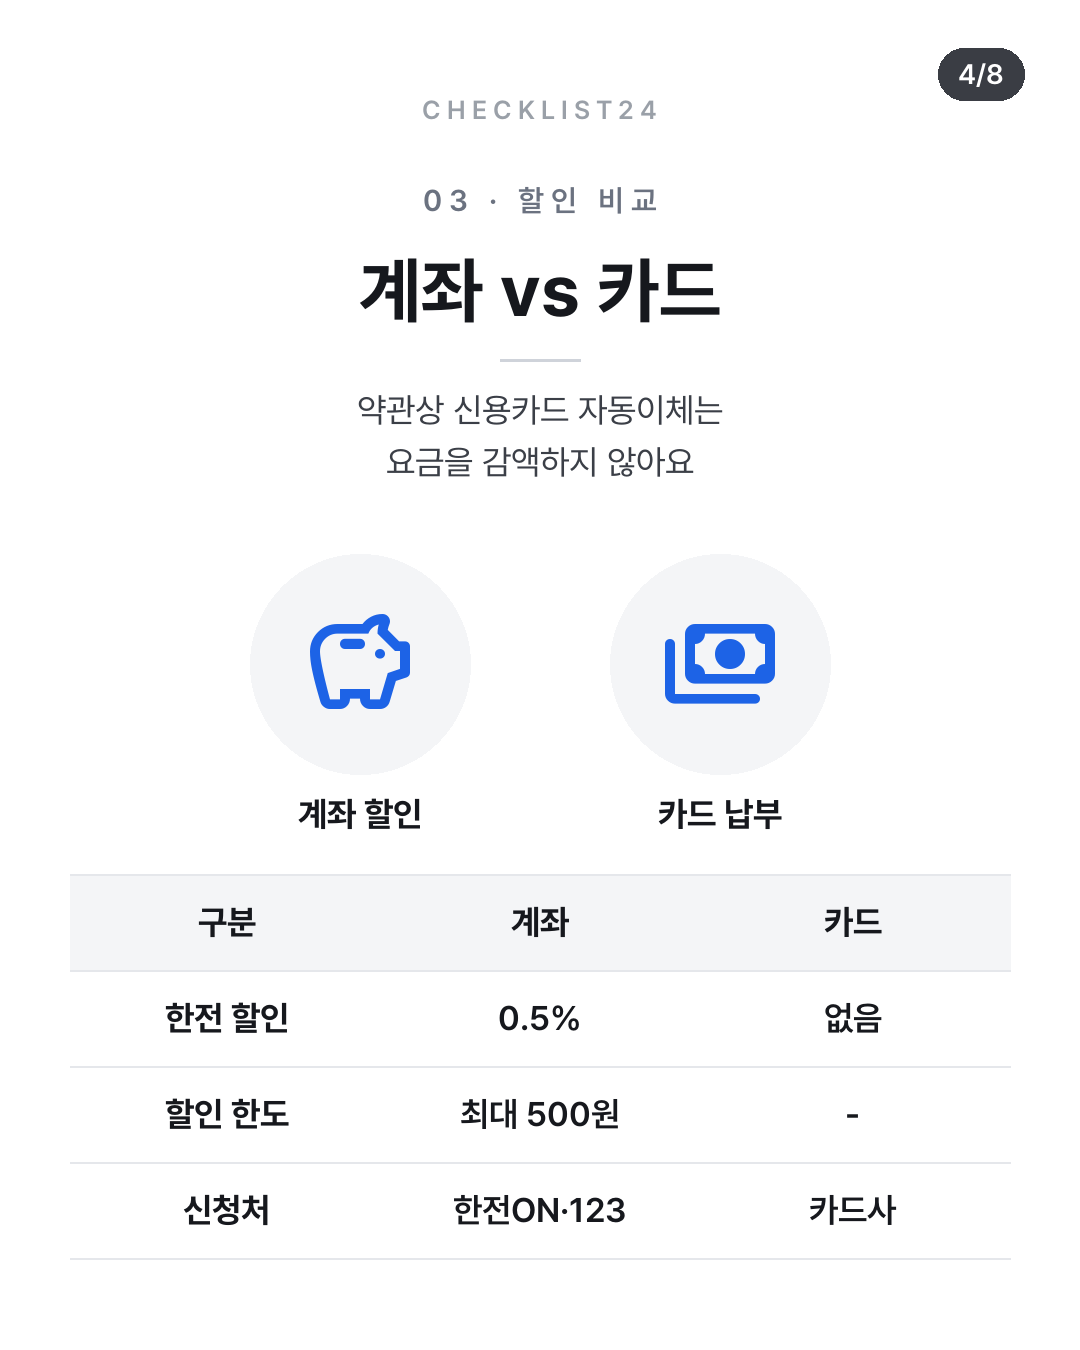 4/8
CHECKLIST24
03 · 할인 비교
계좌 vs 카드
약관상 신용카드 자동이체는
요금을 감액하지 않아요
계좌 할인
카드 납부
구분 계좌 카드
한전 할인 0.5% 없음
할인 한도 최대 500원 -
신청처 한전ON·123 카드사